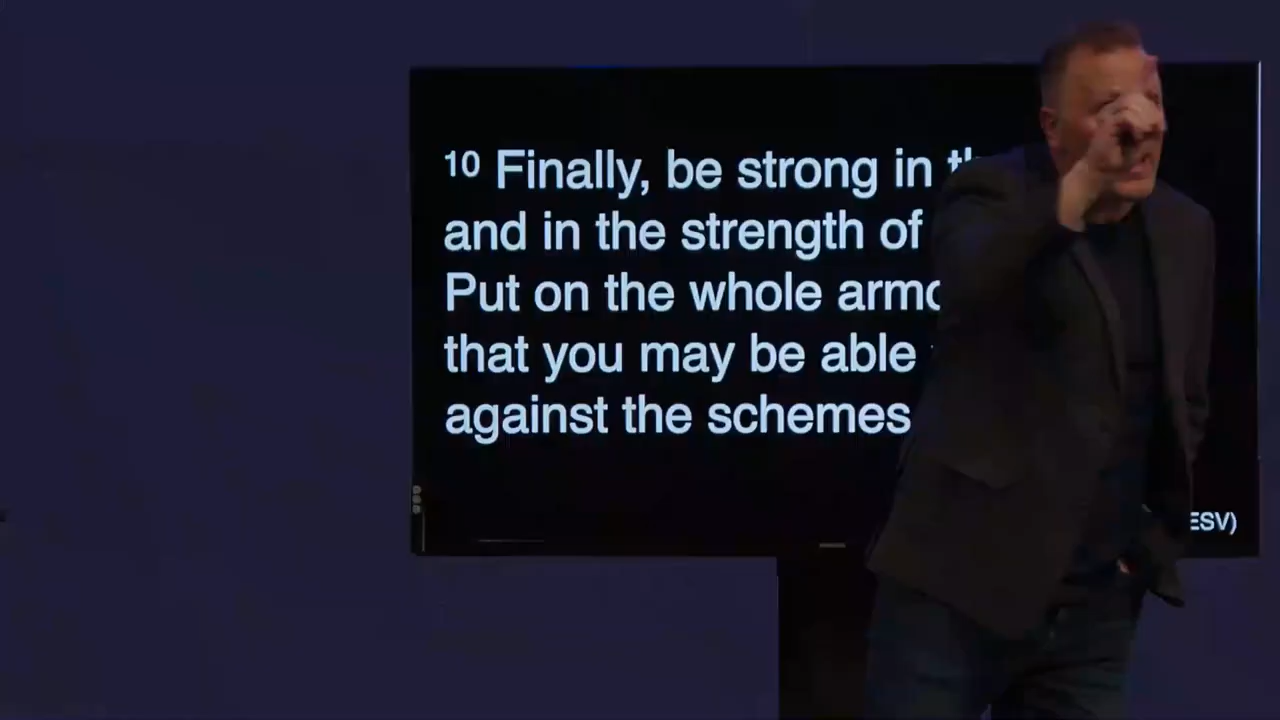 10 Finally, be strong in
and in the strength of
Put on the whole
that you may be able
against the schemes
ESV)